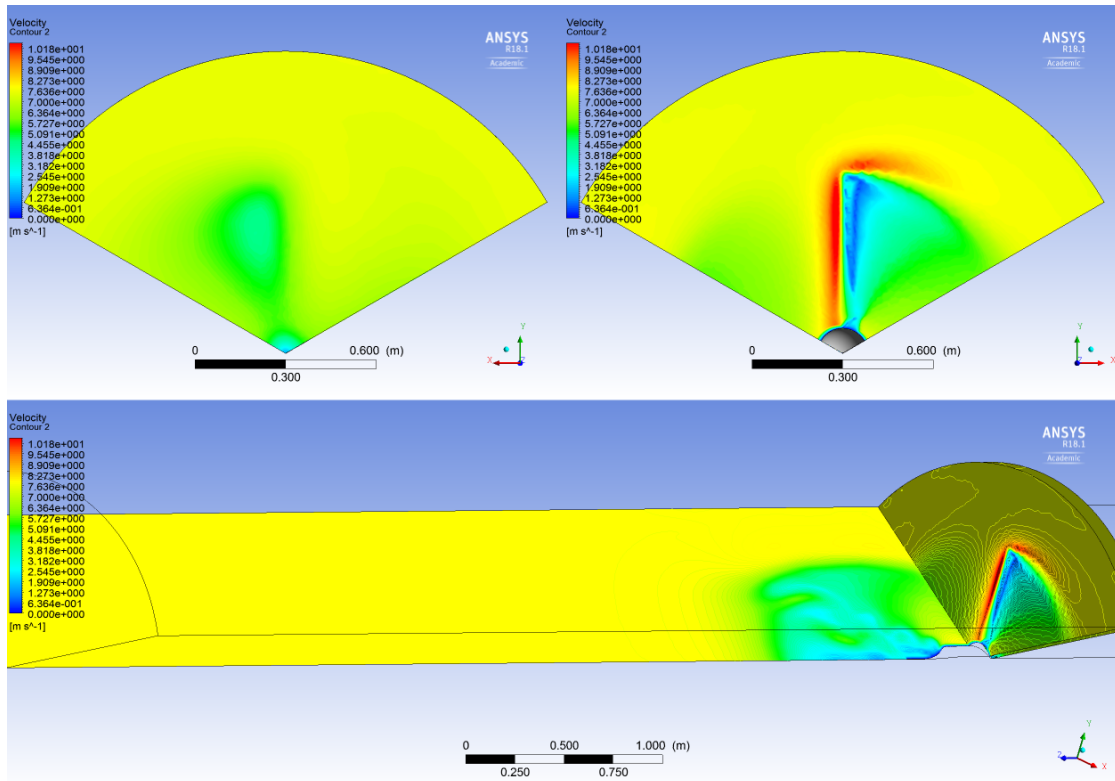 Velocity
Contour 2
1.018e+001
9.545e+000
8.909e+000
8.273e+000
7.636e+000
7.000e+000
6.364e+000
5.727e+000
5.091e+000
4.455e+000
3.818e+000
3.182e+000
2.545e+000
1.909e+000
1.273e+000
6.364e-001
0.000e+000
[m s^-1]
ANSYS
R18.1
Academic
0
0.600 (m)
0.300
Y
X
Z
Velocity
Contour 2
1.018e+001
9.545e+000
8.909e+000
8.273e+000
7.636e+000
7.000e+000
6.364e+000
5.727e+000
5.091e+000
4.455e+000
3.818e+000
3.182e+000
2.545e+000
1.909e+000
1.273e+000
6.364e-001
0.000e+000
[m s^-1]
ANSYS
R18.1
Academic
0
0.600 (m)
0.300
Y
Z
X
Velocity
Contour 2
1.018e+001
9.545e+000
8.909e+000
8.273e+000
7.636e+000
7.000e+000
6.364e+000
5.727e+000
5.091e+000
4.455e+000
3.818e+000
3.182e+000
2.545e+000
1.909e+000
1.273e+000
6.364e-001
0.000e+000
[m s^-1]
ANSYS
R18.1
Academic
0
0.500
1.000 (m)
0.250
0.750
Y
Z
X